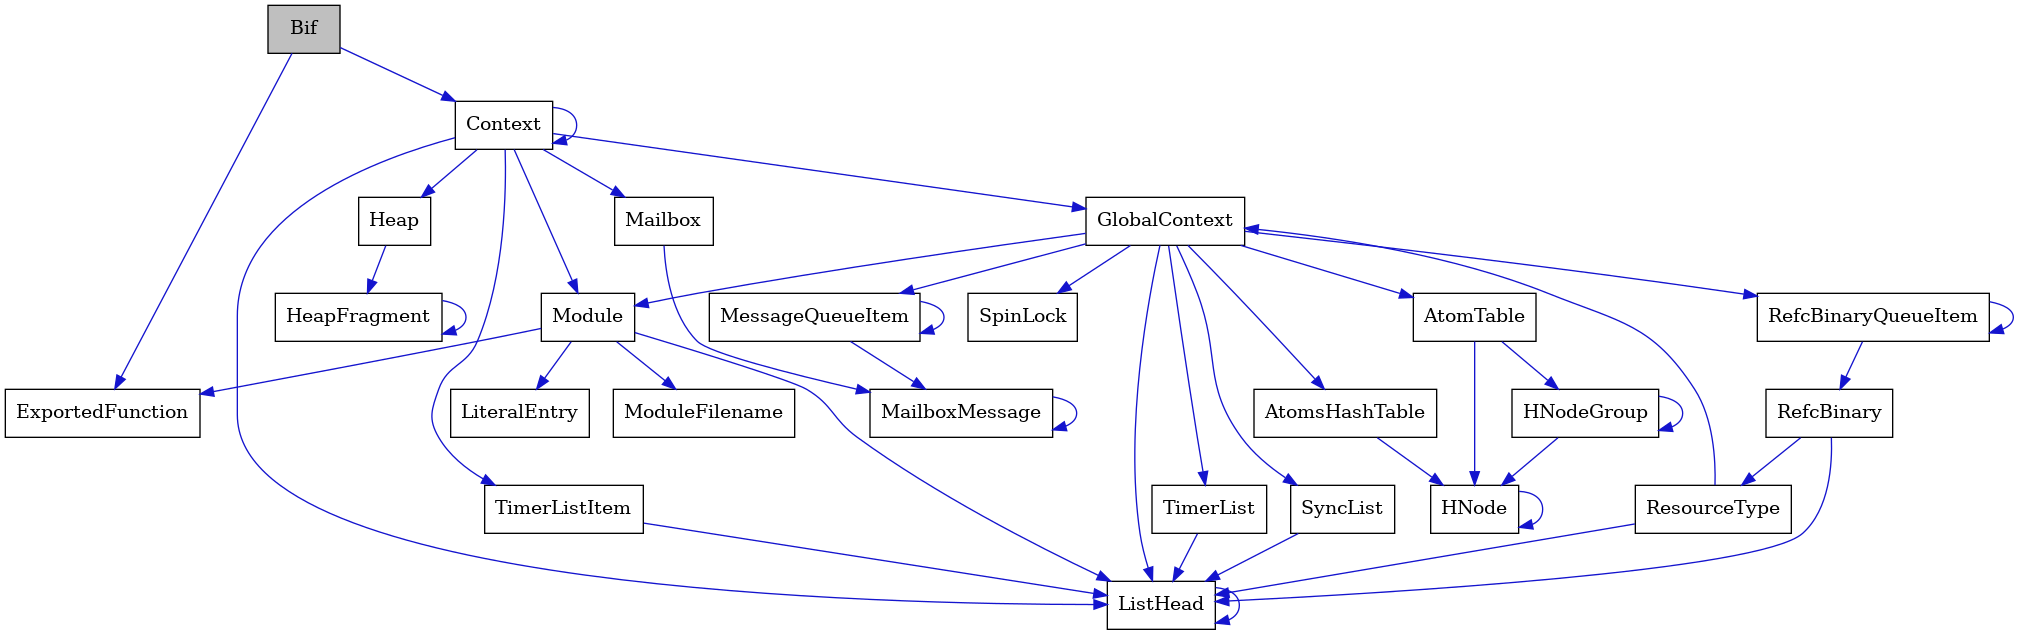 Bif
Context
Heap
Mailbox
GlobalContext
HeapFragment
Module
MessageQueueItem
SpinLock
AtomTable
RefcBinaryQueueItem
ExportedFunction
LiteralEntry
ModuleFilename
MailboxMessage
AtomsHashTable
HNodeGroup
RefcBinary
TimerListItem
TimerList
SyncList
HNode
ResourceType
ListHead